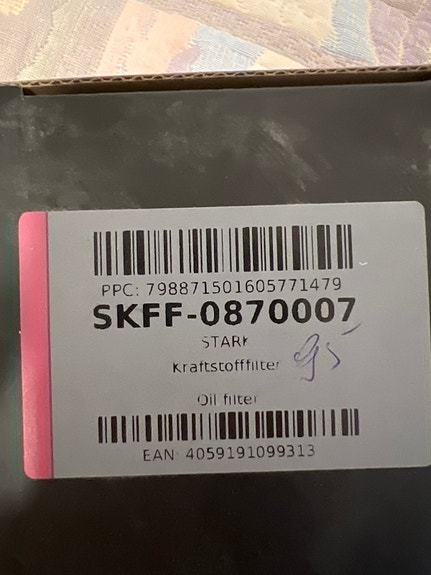 PPC: 798871501605771479
SKFF-0870007
STARK
Kraftstofffilter
Oil filter
EAN: 4059191099313